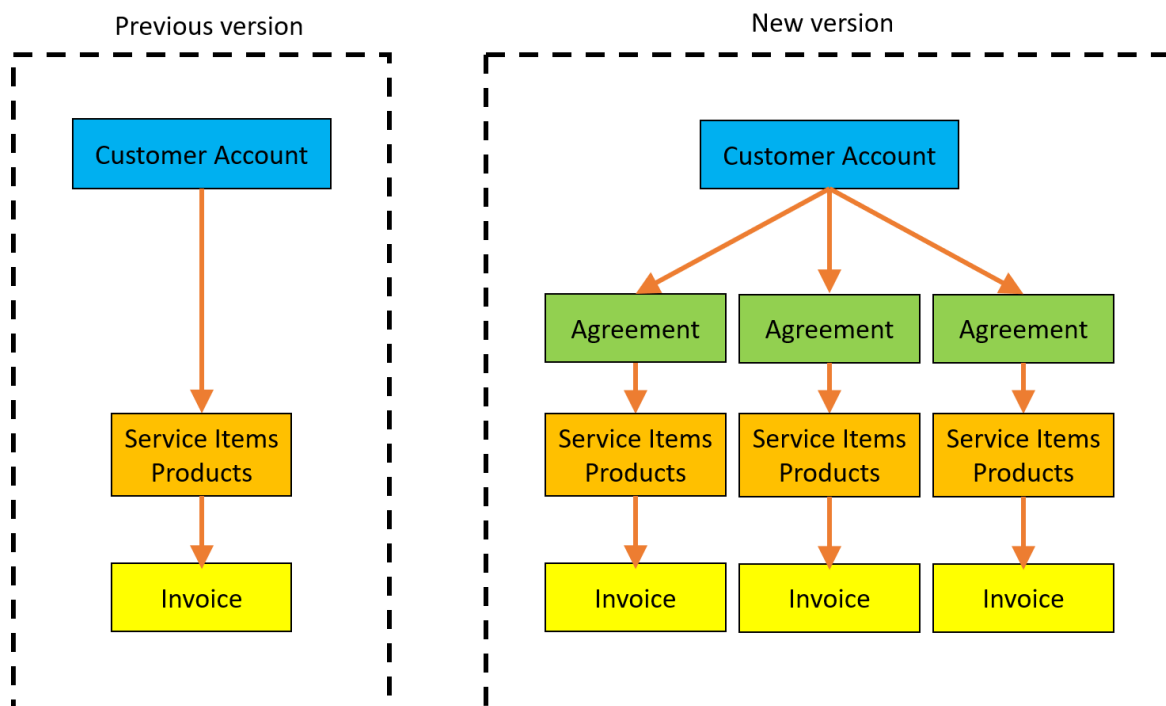 Previous version
Customer Account
Service Items
Products
Invoice
New version
Customer Account
Agreement
Agreement
Agreement
Service Items
Products
Service Items
Products
Service Items
Products
Invoice
Invoice
Invoice